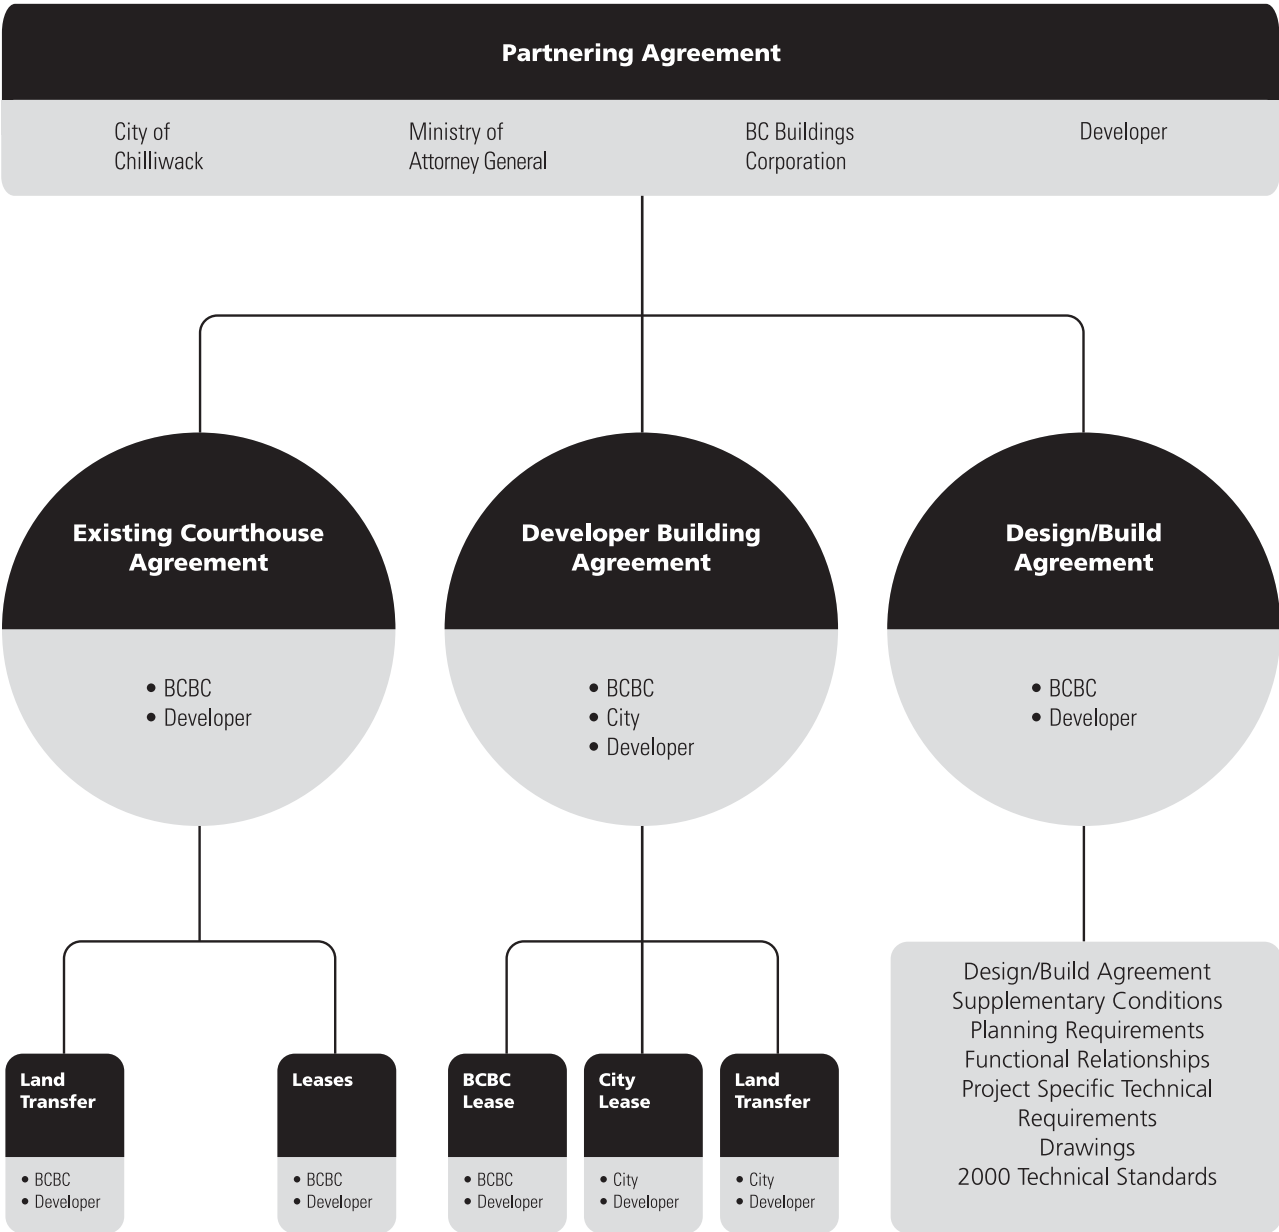 Partnering Agreement
City of
Chilliwack
Ministry of
Attorney General
BC Buildings
Corporation
Developer
Existing Courthouse
Agreement
• BCBC
• Developer
Developer Building
Agreement
• BCBC
• City
• Developer
Design/Build
Agreement
• BCBC
• Developer
Land
Transfer
• BCBC
• Developer
Leases
• BCBC
• Developer
BCBC
Lease
• BCBC
• Developer
City
Lease
• City
• Developer
Land
Transfer
• City
• Developer
Design/Build Agreement
Supplementary Conditions
Planning Requirements
Functional Relationships
Project Specific Technical
Requirements
Drawings
2000 Technical Standards